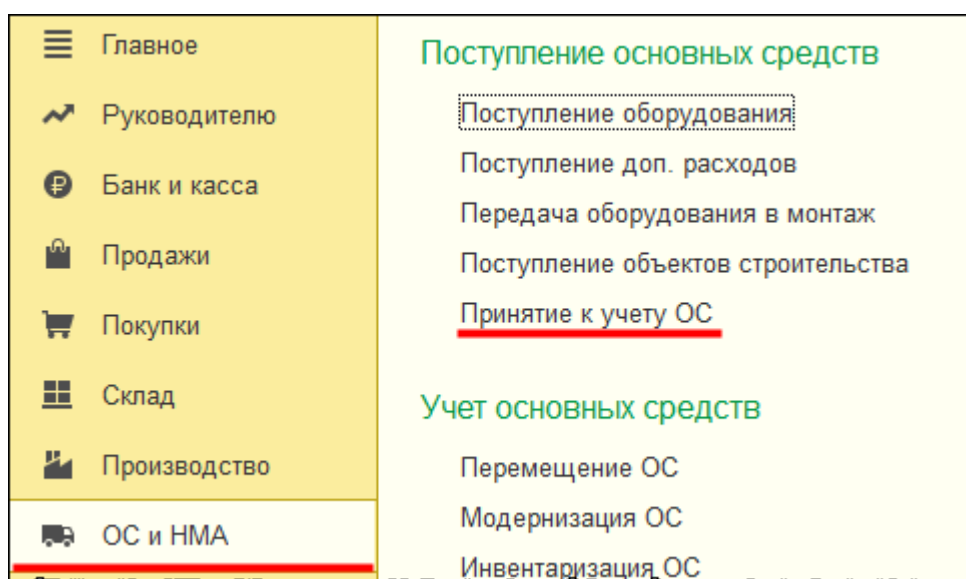 Главное
Руководителю
Банк и касса
Продажи
Покупки
Склад
Производство
ОС и НМА
Поступление основных средств
Поступление оборудования
Поступление доп. расходов
Передача оборудования в монтаж
Поступление объектов строительства
Принятие к учету ОС
Учет основных средств
Перемещение ОС
Модернизация ОС
Инвентаризация ОС